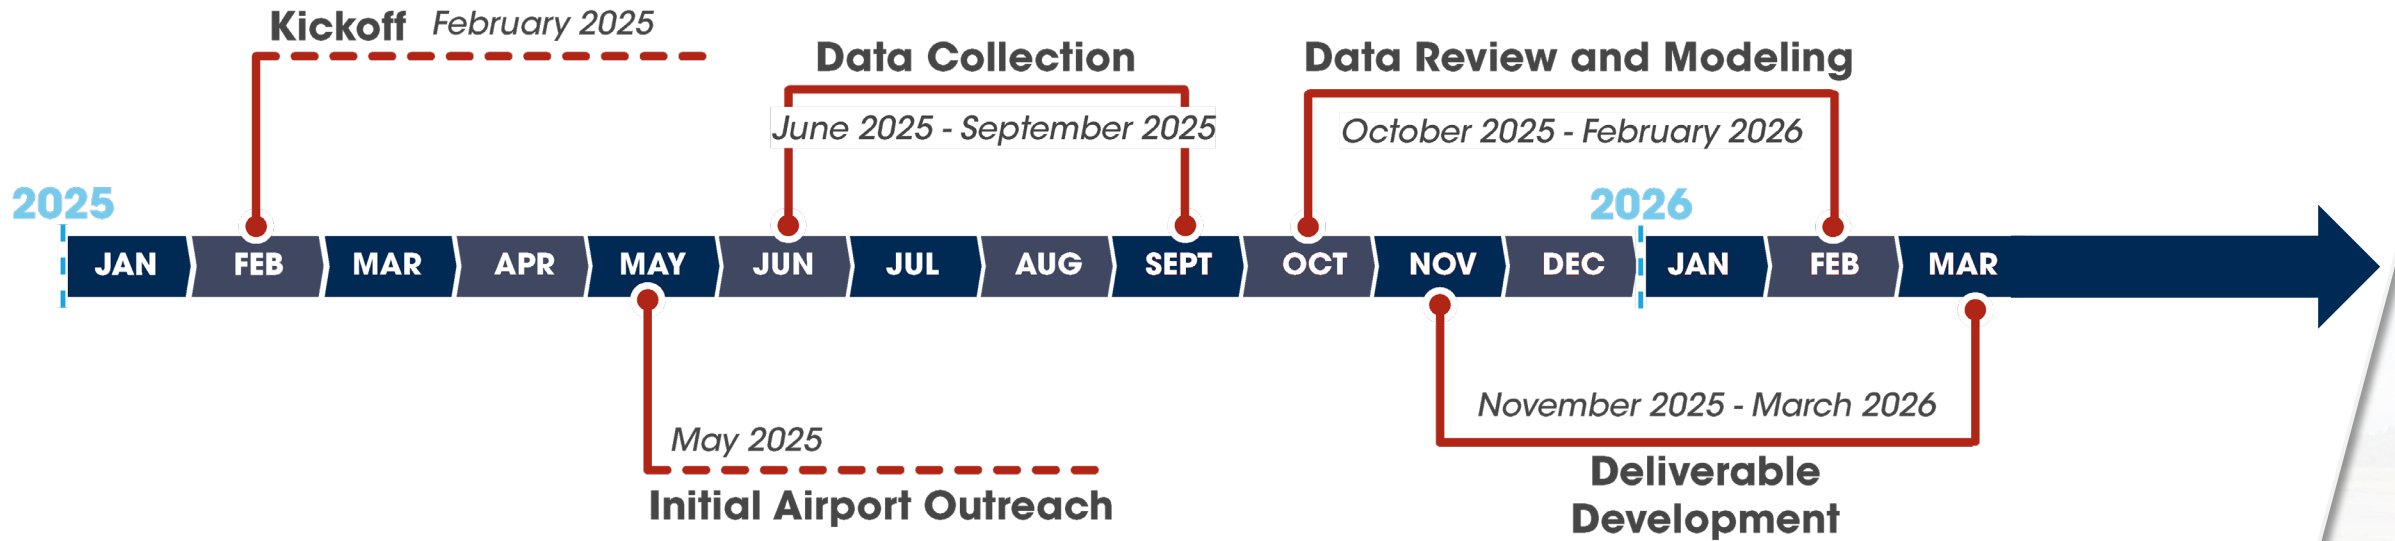 Kickoff February 2025
Data Collection
June 2025 - September 2025
Data Review and Modeling
October 2025 - February 2026
2025
2026
JAN FEB MAR APR MAY JUN JUL AUG SEPT OCT NOV DEC JAN FEB MAR
May 2025
Initial Airport Outreach
November 2025 - March 2026
Deliverable
Development